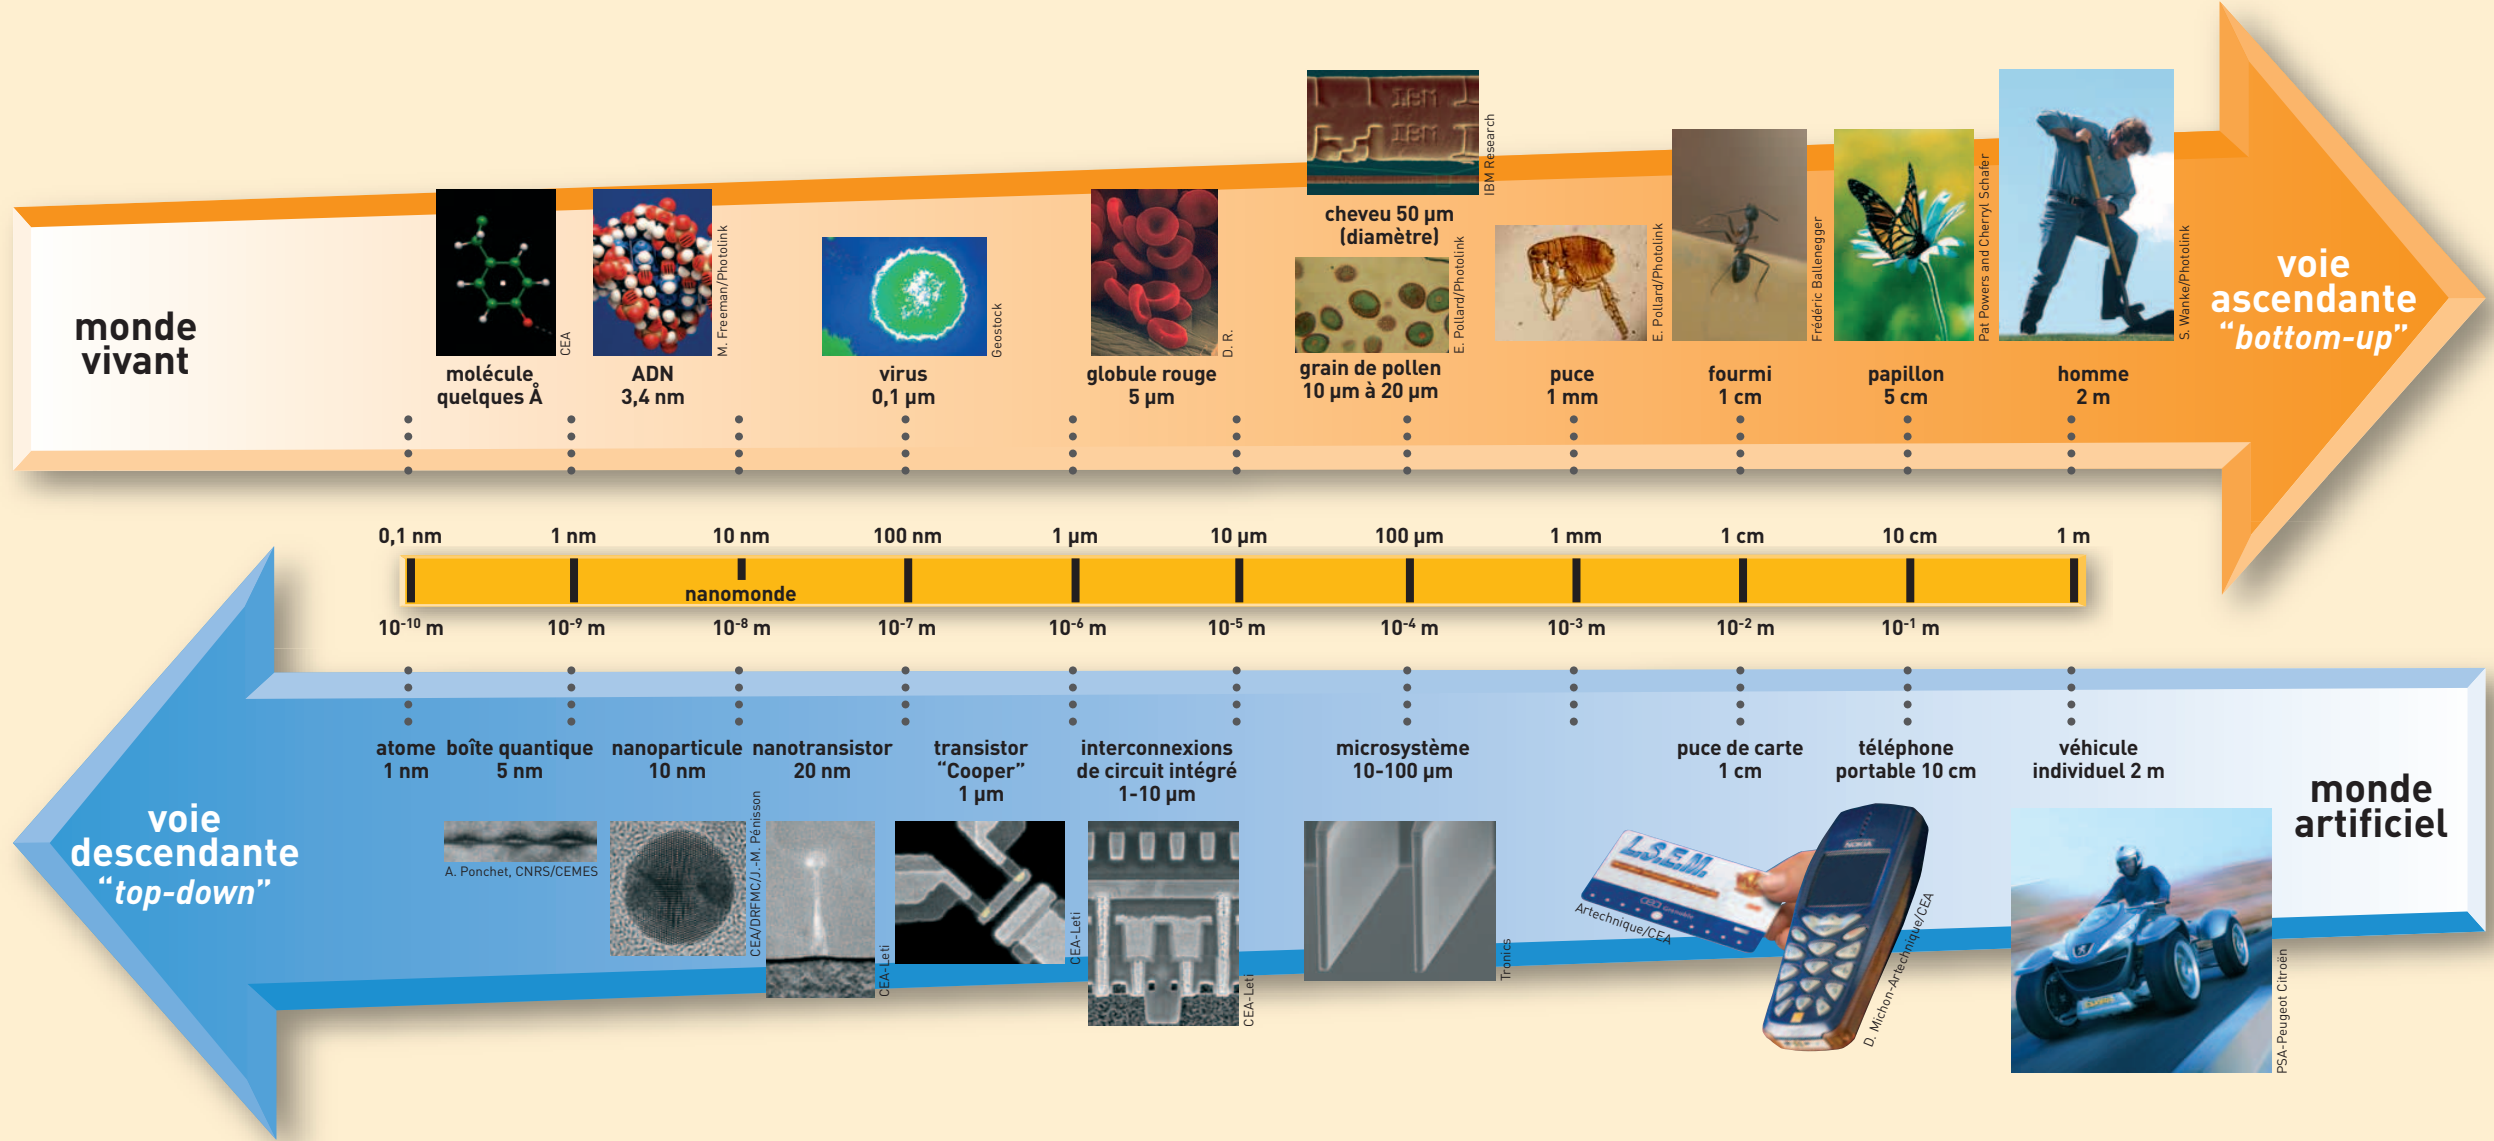 IBM
IBM
IBM Research
cheveu 50 µm
(diamètre)
monde
vivant
CEA
molécule
quelques Å
M. Freeman/Photolink
ADN
3,4 nm
Geostock
virus
0,1 µm
D. R.
globule rouge
5 µm
E. Pollard/Photolink
grain de pollen
10 µm à 20 µm
E. Pollard/Photolink
puce
1 mm
Frédéric Ballenegger
fourmi
1 cm
Pat Powers and Cherryl Schafer
papillon
5 cm
S. Wanke/Photolink
homme
2 m
voie
ascendante
“bottom-up”
0,1 nm 1 nm 10 nm 100 nm 1 µm 10 µm 100 µm 1 mm 1 cm 10 cm 1 m
nanomonde
10-10 m 10-9 m 10-8 m 10-7 m 10-6 m 10-5 m 10-4 m 10-3 m 10-2 m 10-1 m
voie
descendante
“top-down”
atome
1 nm
boîte quantique
5 nm
A. Ponchet, CNRS/CEMES
nanoparticule
10 nm
CEA/DRFMC/J.-M. Pénisson
nanotransistor
20 nm
CEA-Leti
transistor
“Cooper”
1 µm
CEA-Leti
interconnexions
de circuit intégré
1-10 µm
CEA-Leti
microsystème
10-100 µm
Tronics
puce de carte
1 cm
L.S.E.M.
Artechnique/CEA
téléphone
portable 10 cm
NOKIA
D. Michon-Artechnique/CEA
véhicule
individuel 2 m
PSA-Peugeot Citroën
monde
artificiel